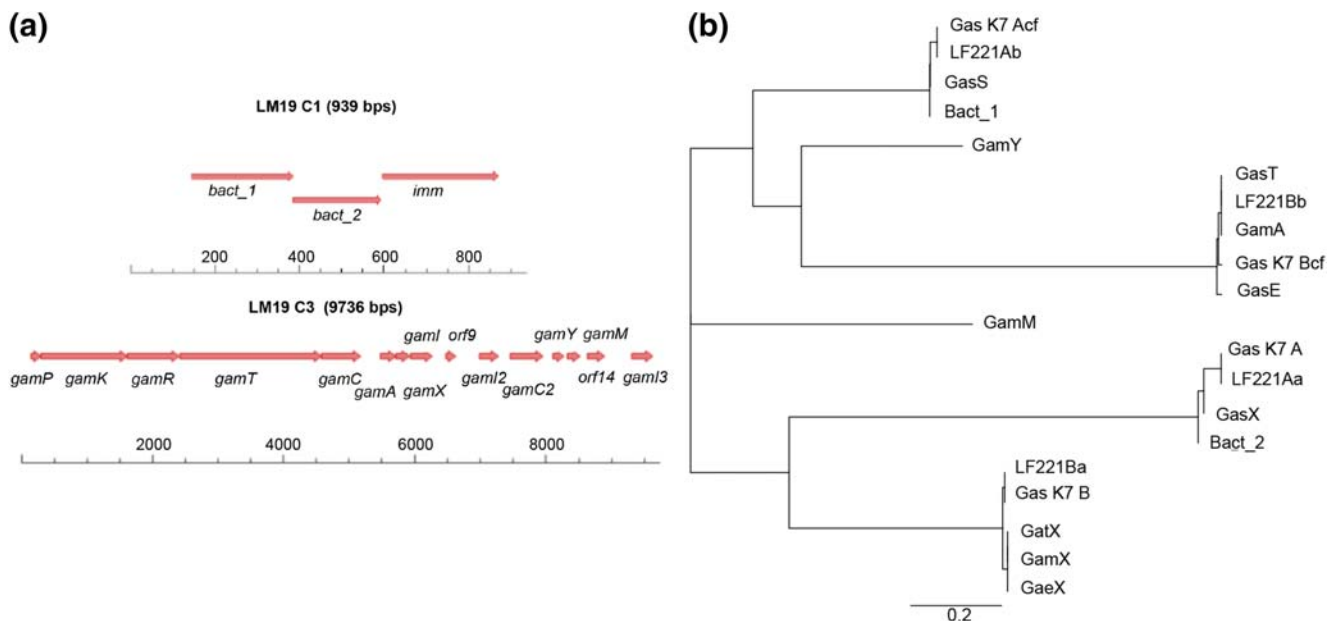 (a)
LM19 C1 (939 bps)
bact_1
imm
bact_2
200 400 600 800
LM19 C3 (9736 bps)
gamI orf9 gamY gamM
gamP gamK gamR gamT gamC gamA gamX gamI2 gamC2 orf14 gamI3
2000 4000 6000 8000
(b)
Gas K7 Acf
LF221Ab
GasS
Bact_1
GamY
GasT
LF221Bb
GamA
Gas K7 Bcf
GasE
GamM
Gas K7 A
LF221Aa
GasX
Bact_2
LF221Ba
Gas K7 B
GatX
GamX
GaeX
0.2